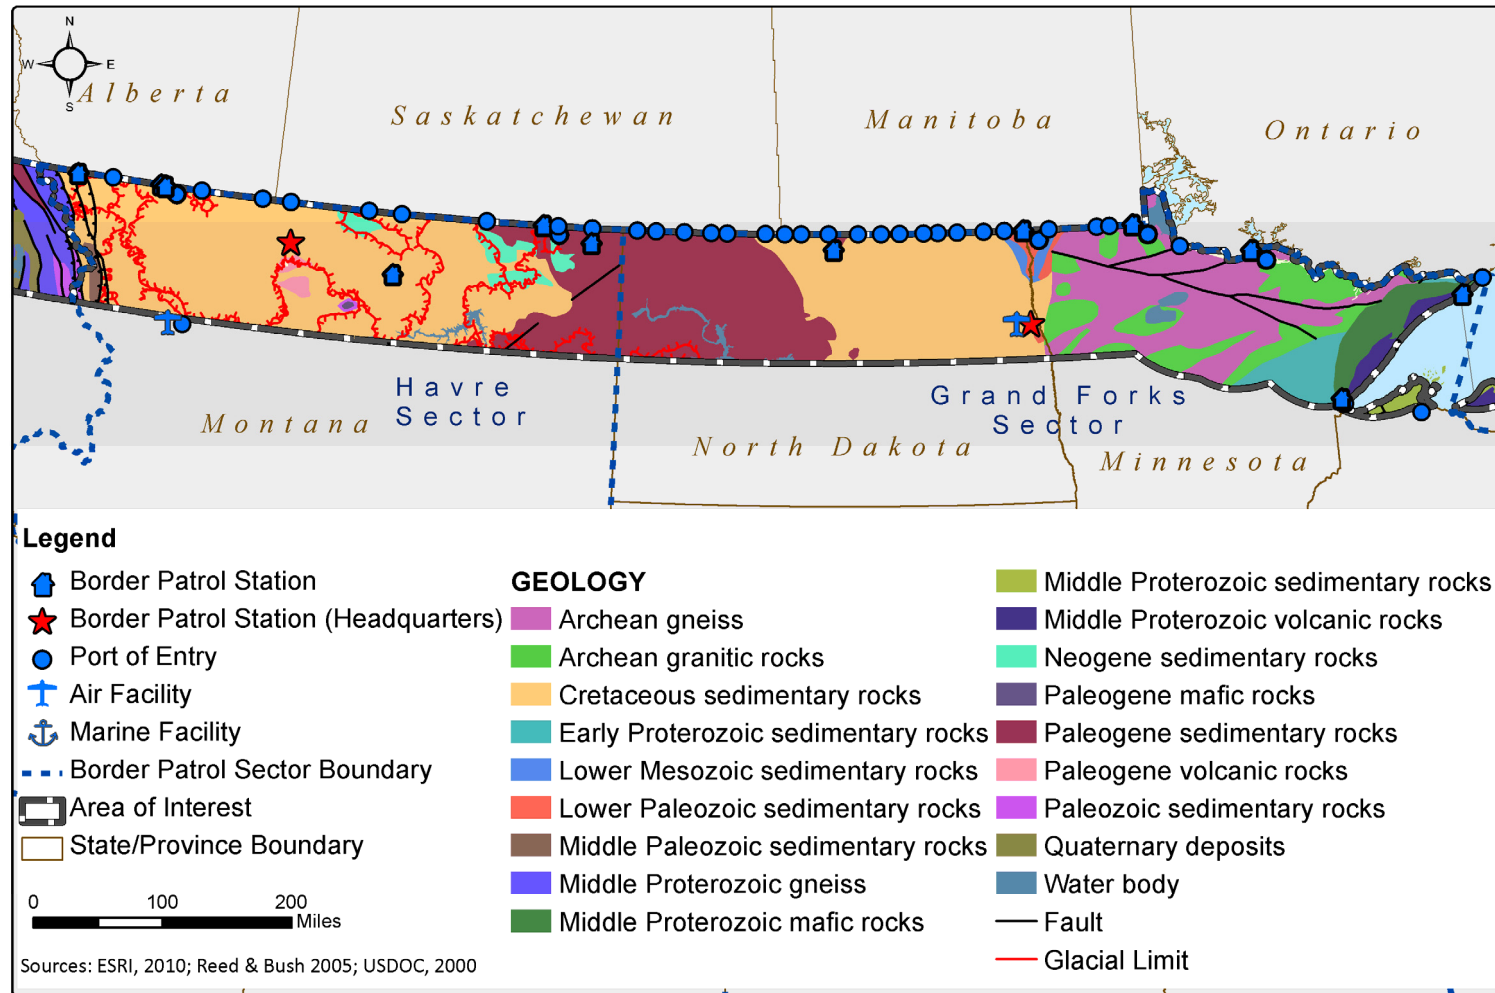 N
W E
S
Alberta
Saskatchewan
Manitoba
Ontario
Havre
Sector
Montana
Grand Forks
Sector
North Dakota
Minnesota
Legend
Border Patrol Station
Border Patrol Station (Headquarters)
Port of Entry
Air Facility
Marine Facility
Border Patrol Sector Boundary
Area of Interest
State/Province Boundary
0 100 200
Miles
Sources: ESRI, 2010; Reed & Bush 2005; USDOC, 2000
GEOLOGY
Archean gneiss
Archean granitic rocks
Cretaceous sedimentary rocks
Early Proterozoic sedimentary rocks
Lower Mesozoic sedimentary rocks
Lower Paleozoic sedimentary rocks
Middle Paleozoic sedimentary rocks
Middle Proterozoic gneiss
Middle Proterozoic mafic rocks
Middle Proterozoic sedimentary rocks
Middle Proterozoic volcanic rocks
Neogene sedimentary rocks
Paleogene mafic rocks
Paleogene sedimentary rocks
Paleogene volcanic rocks
Paleozoic sedimentary rocks
Quaternary deposits
Water body
Fault
Glacial Limit